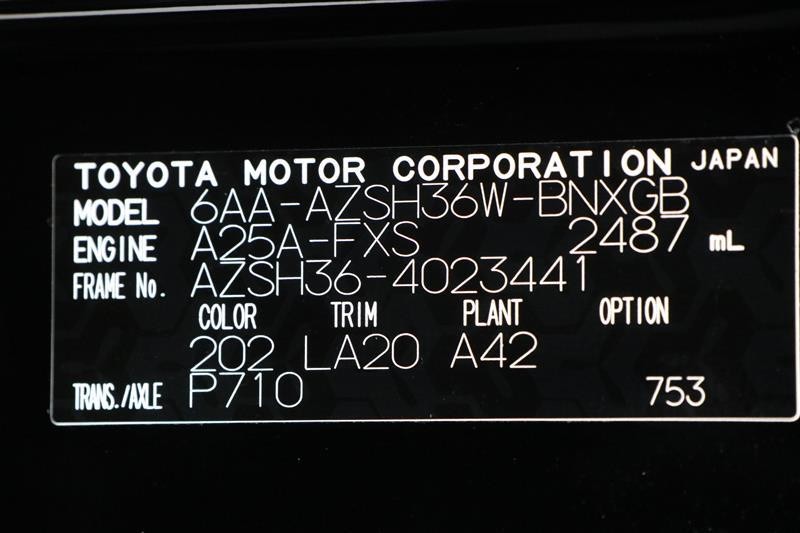 TOYOTA MOTOR CORPORATION JAPAN
MODEL 6AA-AZSH36W-BNXGB
ENGINE A25A-FXS 2487 mL
FRAME No. AZSH36-4023441
COLOR TRIM PLANT OPTION
202 LA20 A42
TRANS./AXLE P710 753